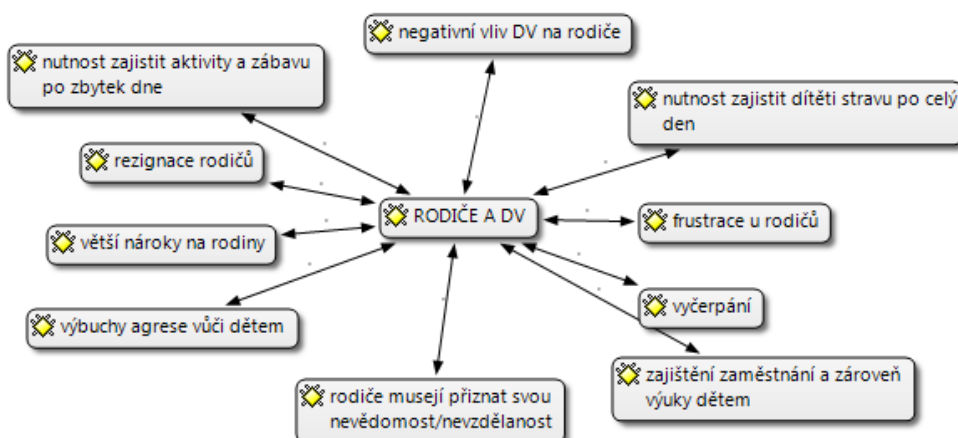 negativní vliv DV na rodiče
nutnost zajistit aktivity a zábavu
po zbytek dne
nutnost zajistit dítěti stravu po celý
den
rezignace rodičů
RODIČE A DV
frustrace u rodičů
větší nároky na rodiny
vyčerpání
výbuchy agrese vůči dětem
zajištění zaměstnání a zároveň
výuky dětem
rodiče musejí přiznat svou
nevědomost/nevzdělanost